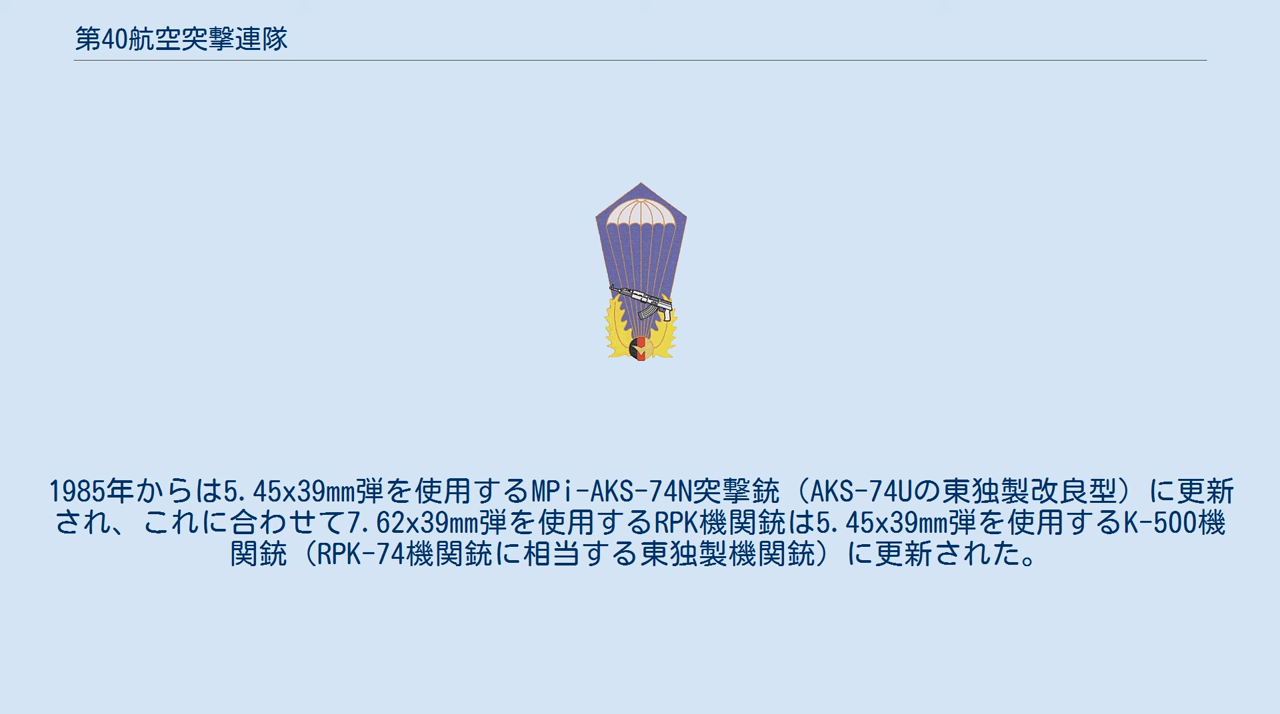 第40航空突撃連隊
1985年からは5.45x39mm弾を使用するMPi-AKS-74N突撃銃（AKS-74Uの東独製改良型）に更新
され、これに合わせて7.62x39mm弾を使用するRPK機関銃は5.45x39mm弾を使用するK-500機
関銃（RPK-74機関銃に相当する東独製機関銃）に更新された。